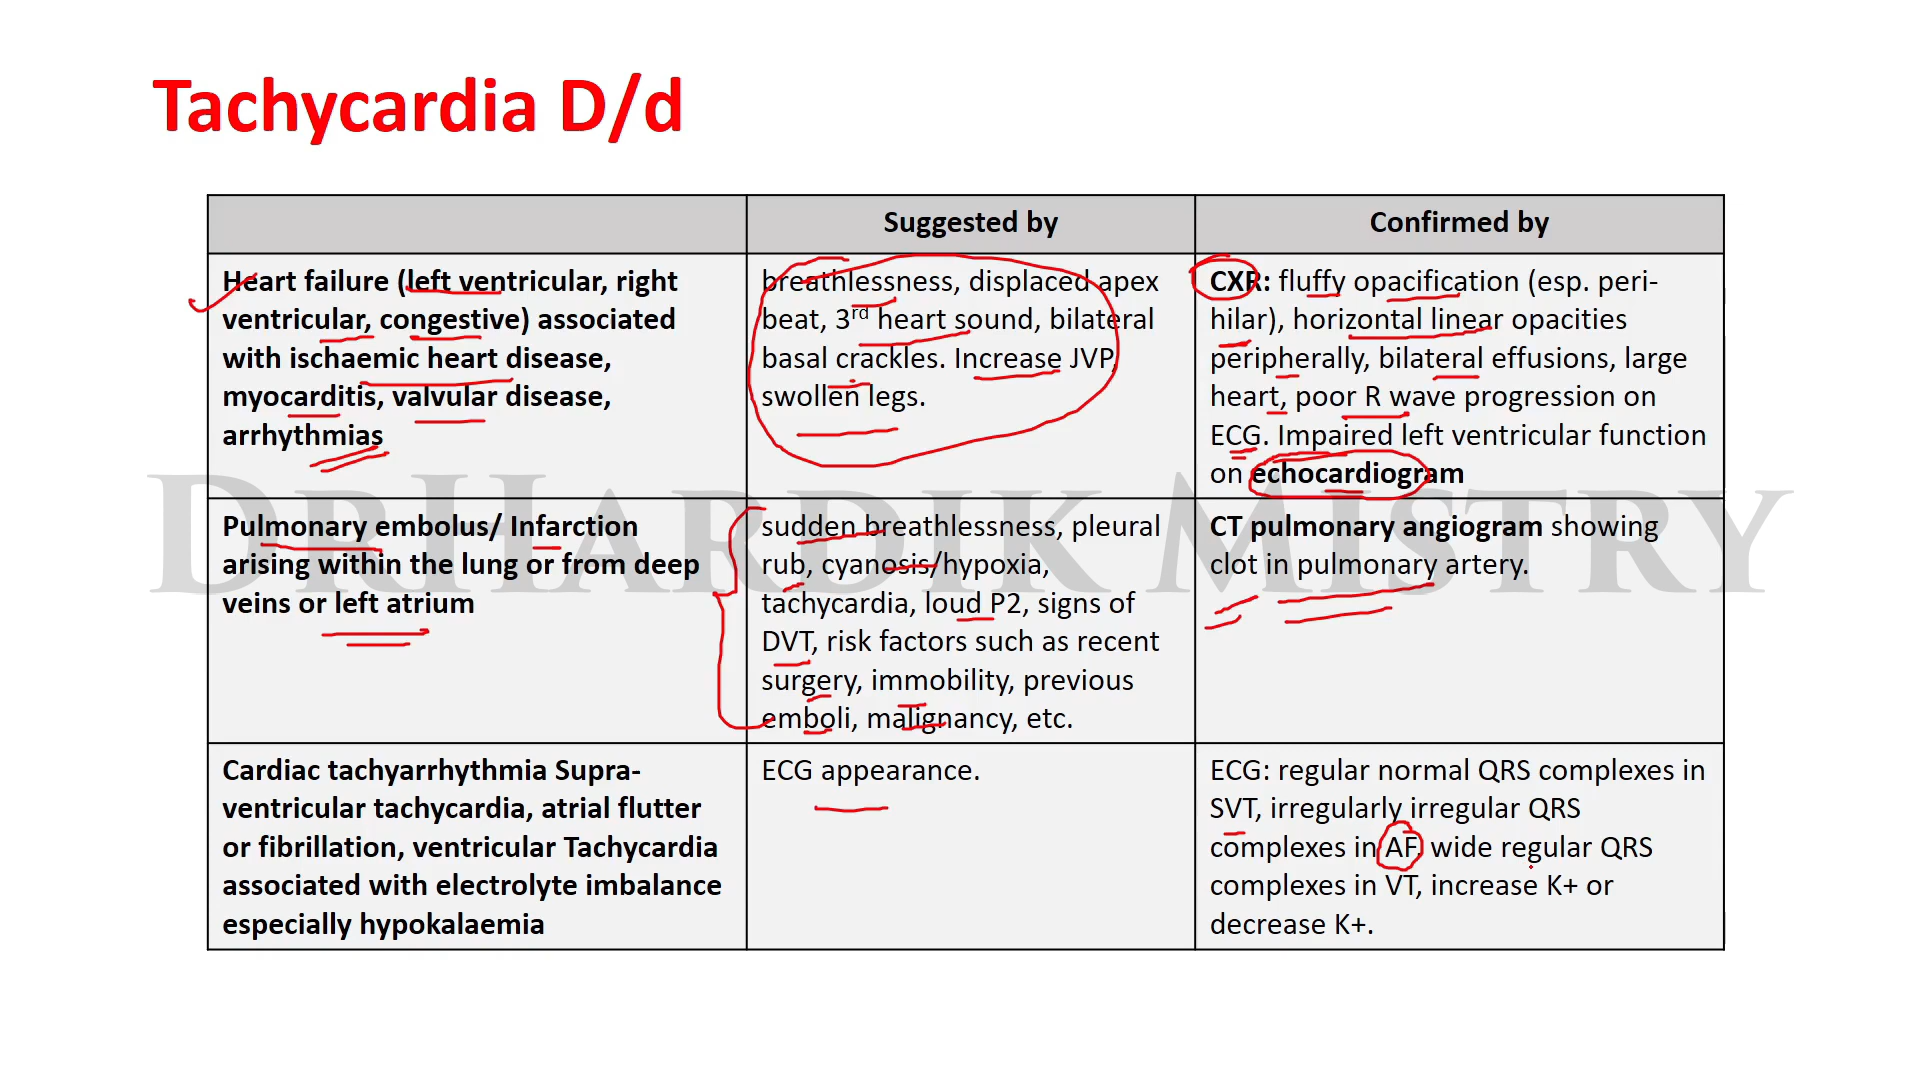 Tachycardia D/d
Suggested by
Confirmed by
Heart failure (left ventricular, right
ventricular, congestive) associated
with ischaemic heart disease,
myocarditis, valvular disease,
arrhythmias
breathlessness, displaced apex
beat, 3rd heart sound, bilateral
basal crackles. Increase JVP,
swollen legs.
CXR: fluffy opacification (esp. peri-
hilar), horizontal linear opacities
peripherally, bilateral effusions, large
heart, poor R wave progression on
ECG. Impaired left ventricular function
on echocardiogram
Pulmonary embolus/ Infarction
arising within the lung or from deep
veins or left atrium
sudden breathlessness, pleural
rub, cyanosis/hypoxia,
tachycardia, loud P2, signs of
DVT, risk factors such as recent
surgery, immobility, previous
emboli, malignancy, etc.
CT pulmonary angiogram showing
clot in pulmonary artery.
Cardiac tachyarrhythmia Supra-
ventricular tachycardia, atrial flutter
or fibrillation, ventricular Tachycardia
associated with electrolyte imbalance
especially hypokalaemia
ECG appearance.
ECG: regular normal QRS complexes in
SVT, irregularly irregular QRS
complexes in AF, wide regular QRS
complexes in VT, increase K+ or
decrease K+.
DRHARDIK MISTRY